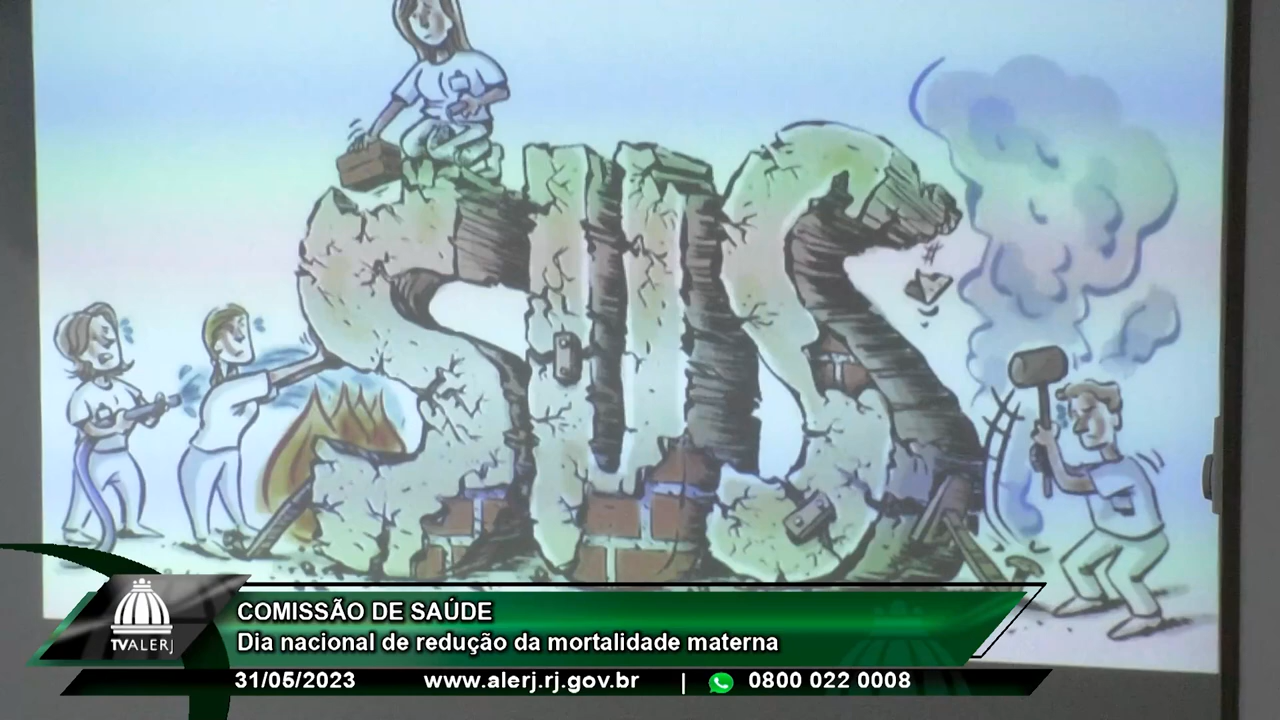 SUS
COMISSÃO DE SAÚDE
Dia nacional de redução da mortalidade materna
TVALERJ
31/05/2023 www.alerj.rj.gov.br | 0800 022 0008